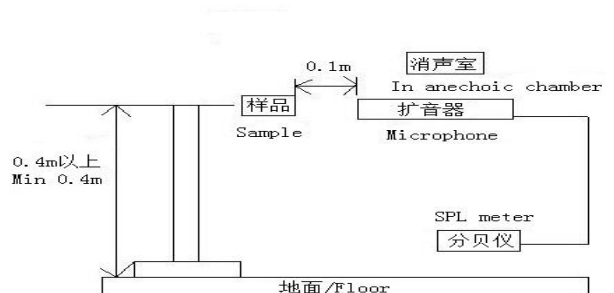 0.1m
消声室
In anechoic chamber
样品
扩音器
Sample
Microphone
0.4m以上
Min 0.4m
SPL meter
分贝仪
地面/Floor